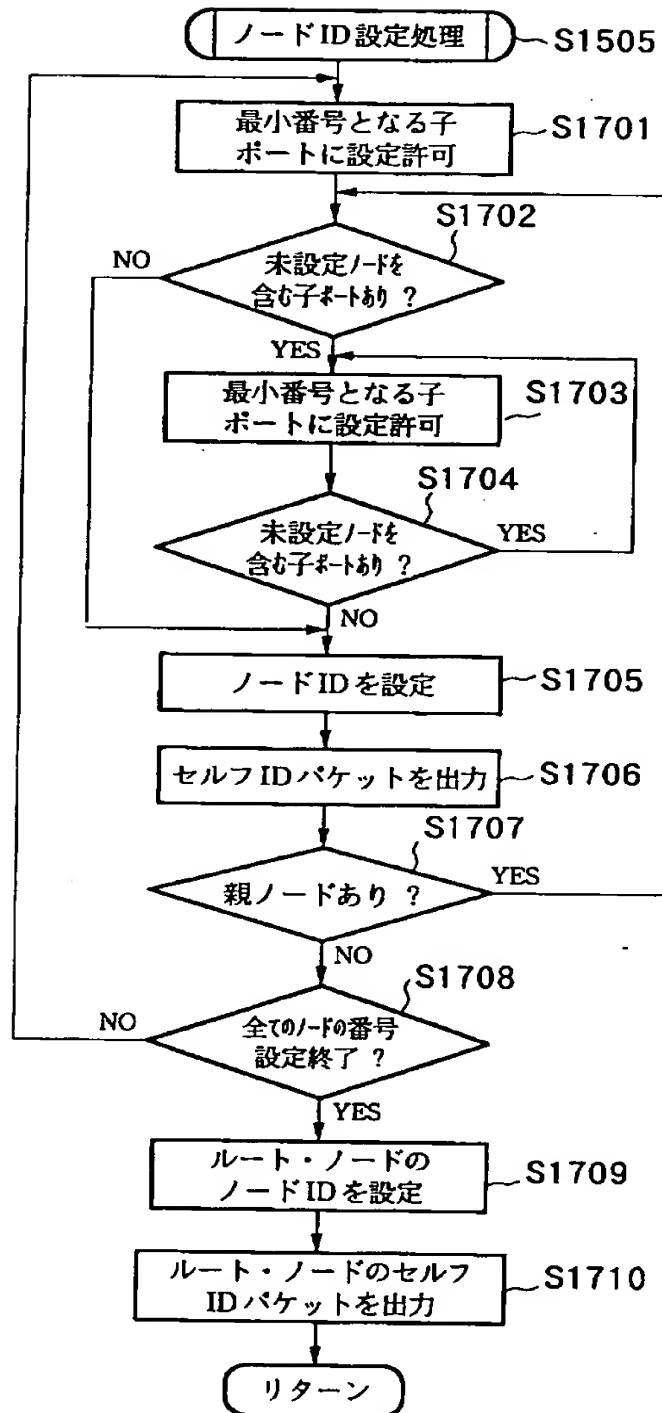 ノードID設定処理 S1505
最小番号となる子
ポートに設定許可
S1701
S1702
NO
未設定ノードを
含む子ポートあり ?
YES
最小番号となる子
ポートに設定許可
S1703
S1704
未設定ノードを
含む子ポートあり ?
YES
NO
ノードIDを設定 S1705
セルフIDパケットを出力 S1706
S1707
親ノードあり ?
YES
NO
S1708
NO
全てのノードの番号
設定終了 ?
YES
ルート・ノードの
ノードIDを設定
S1709
ルート・ノードのセルフ
IDパケットを出力
S1710
リターン